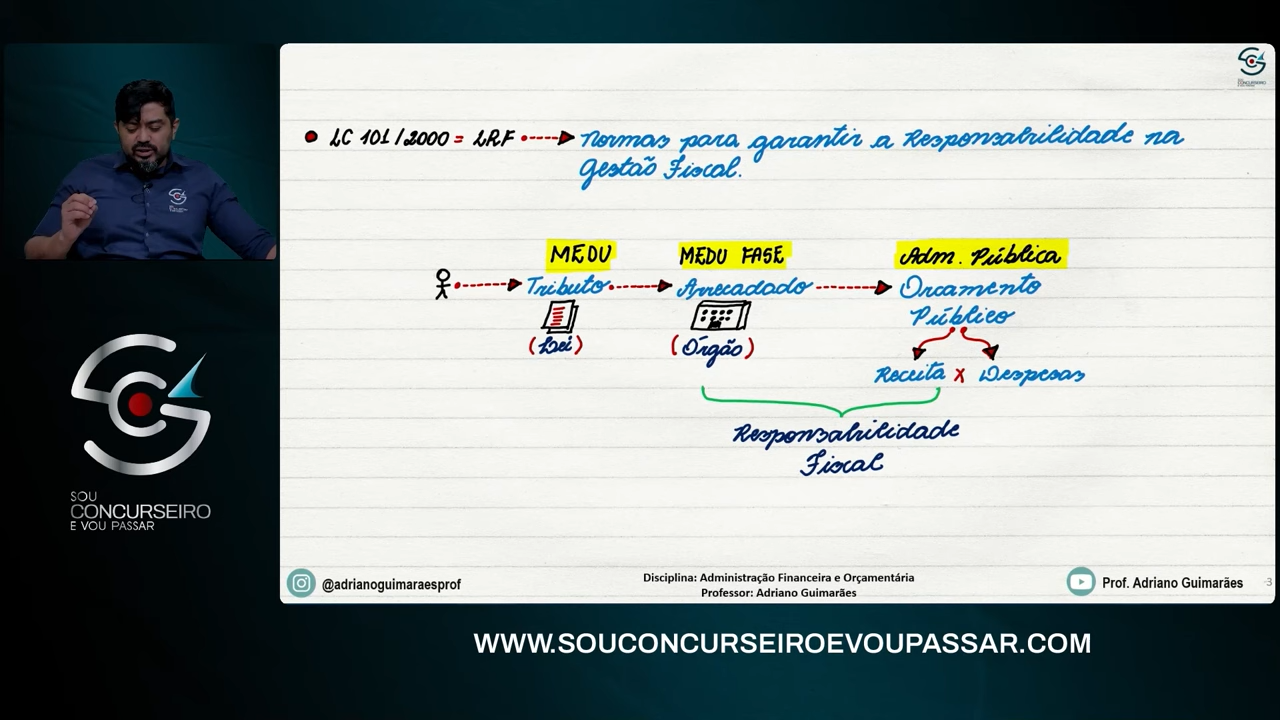 LC 101/2000 = LRF Normas para garantir a Responsabilidade na
Gestão Fiscal.
MEDU MEDU FASE Adm. Pública
Tributo Arrecadado Orcamento
Público
(Lei) (Órgão)
Receita x Despesas
Responsabilidade
Fiscal
SOU
CONCURSEIRO
E VOU PASSAR
@adrianoguimaraesprof
Disciplina: Administração Financeira e Orçamentária
Professor: Adriano Guimarães
Prof. Adriano Guimarães
3
WWW.SOUCONCURSEIROEVOUPASSAR.COM